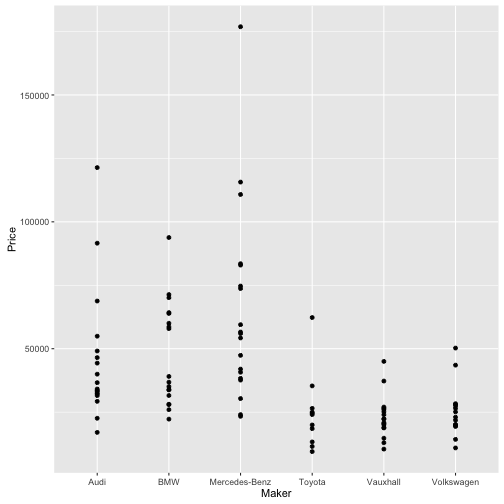 Price
150000
100000
50000
Audi BMW Mercedes-Benz Toyota Vauxhall Volkswagen
Maker